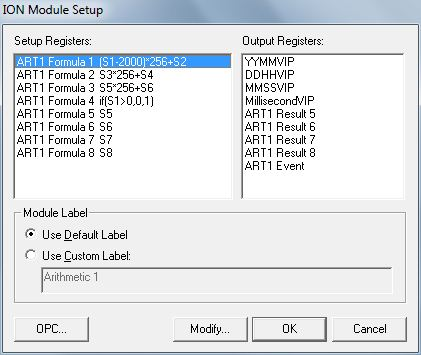 ION Module Setup
Setup Registers:
ART1 Formula 1 (S1-2000)*256+S2
ART1 Formula 2 S3*256+S4
ART1 Formula 3 S5*256+S6
ART1 Formula 4 if(S1>0,0,1)
ART1 Formula 5 S5
ART1 Formula 6 S6
ART1 Formula 7 S7
ART1 Formula 8 S8
Output Registers:
YYMMVIP
DDHHVIP
MMSSVIP
MillisecondVIP
ART1 Result 5
ART1 Result 6
ART1 Result 7
ART1 Result 8
ART1 Event
Module Label
Use Default Label
Use Custom Label:
Arithmetic 1
OPC...
Modify...
OK
Cancel